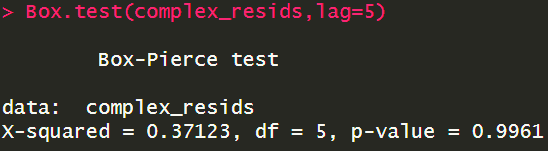 > Box.test(complex_resids,lag=5)
Box-Pierce test
data:  complex_resids
X-squared = 0.37123, df = 5, p-value = 0.9961